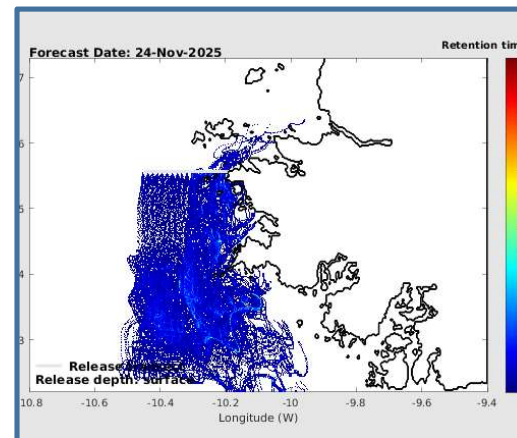 Forecast Date: 24-Nov-2025
Retention tim
7
6
5
4
3
Release
Release depth: surface
10.8 -10.6 -10.4 -10.2 -10 -9.8 -9.6 -9.4
Longitude (W)